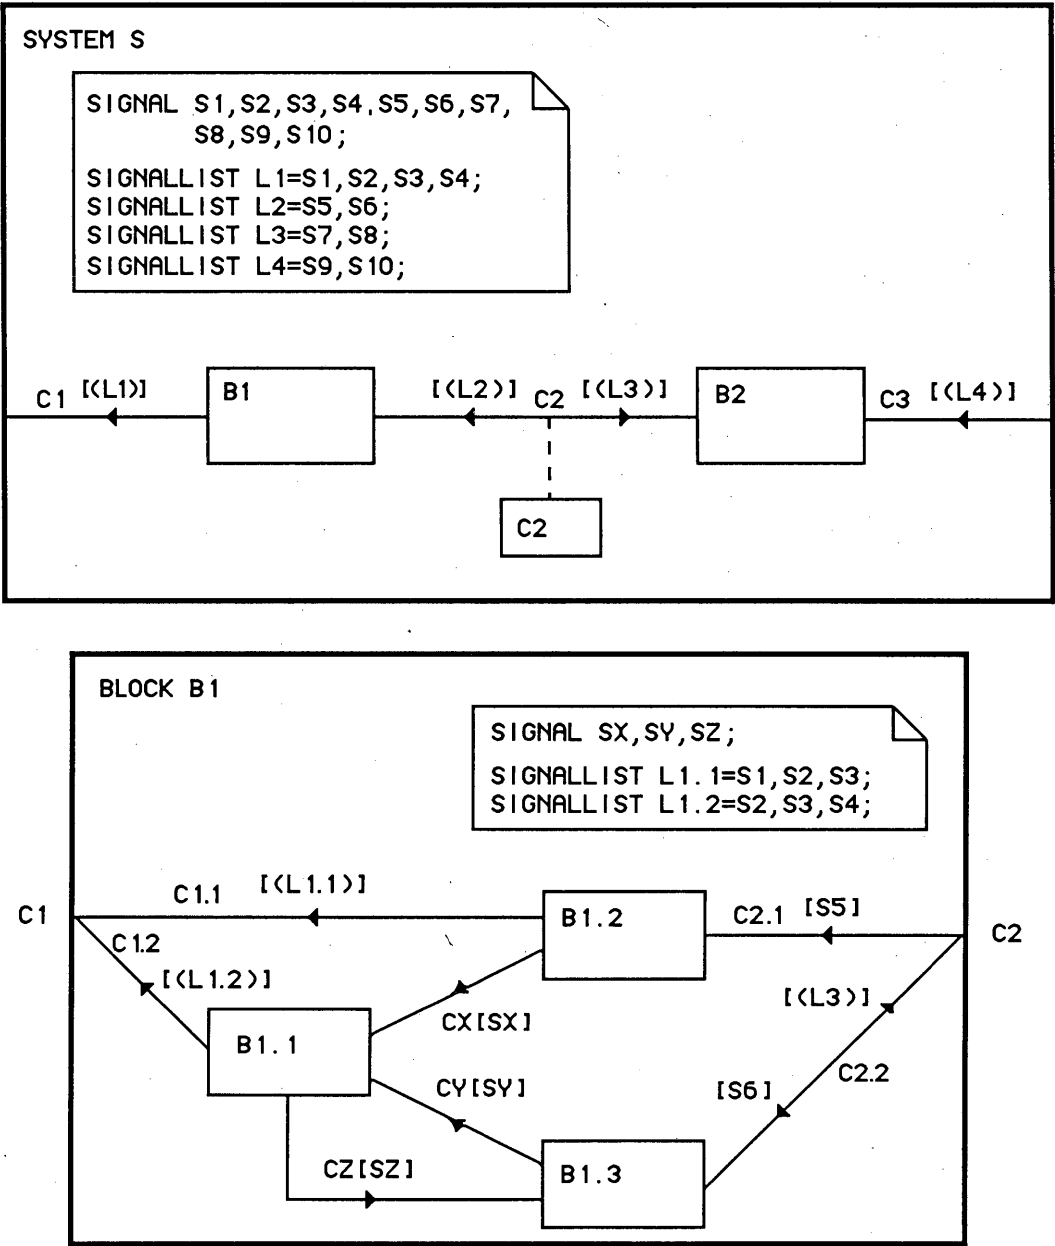 SYSTEM S
SIGNAL S1,S2,S3,S4,S5,S6,S7,
S8,S9,S10;
SIGNALLIST L1=S1,S2,S3,S4;
SIGNALLIST L2=S5,S6;
SIGNALLIST L3=S7,S8;
SIGNALLIST L4=S9,S10;
C1 [(L1)]
B1
[(L2)] C2 [(L3)]
B2
C3 [(L4)]
C2
BLOCK B1
SIGNAL SX,SY,SZ;
SIGNALLIST L1.1=S1,S2,S3;
SIGNALLIST L1.2=S2,S3,S4;
C1
C1.1 [(L1.1)]
B1.2
C2.1 [S5]
C2
C1.2
[(L1.2)]
[(L3)]
CX[SX]
B1.1
C2.2
CY[SY]
[S6]
CZ[SZ]
B1.3